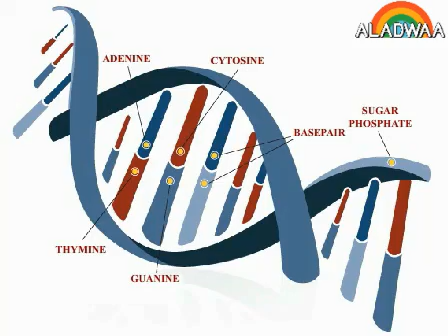 ALADWAA
ADENINE
CYTOSINE
SUGAR
PHOSPHATE
BASEPAIR
THYMINE
GUANINE